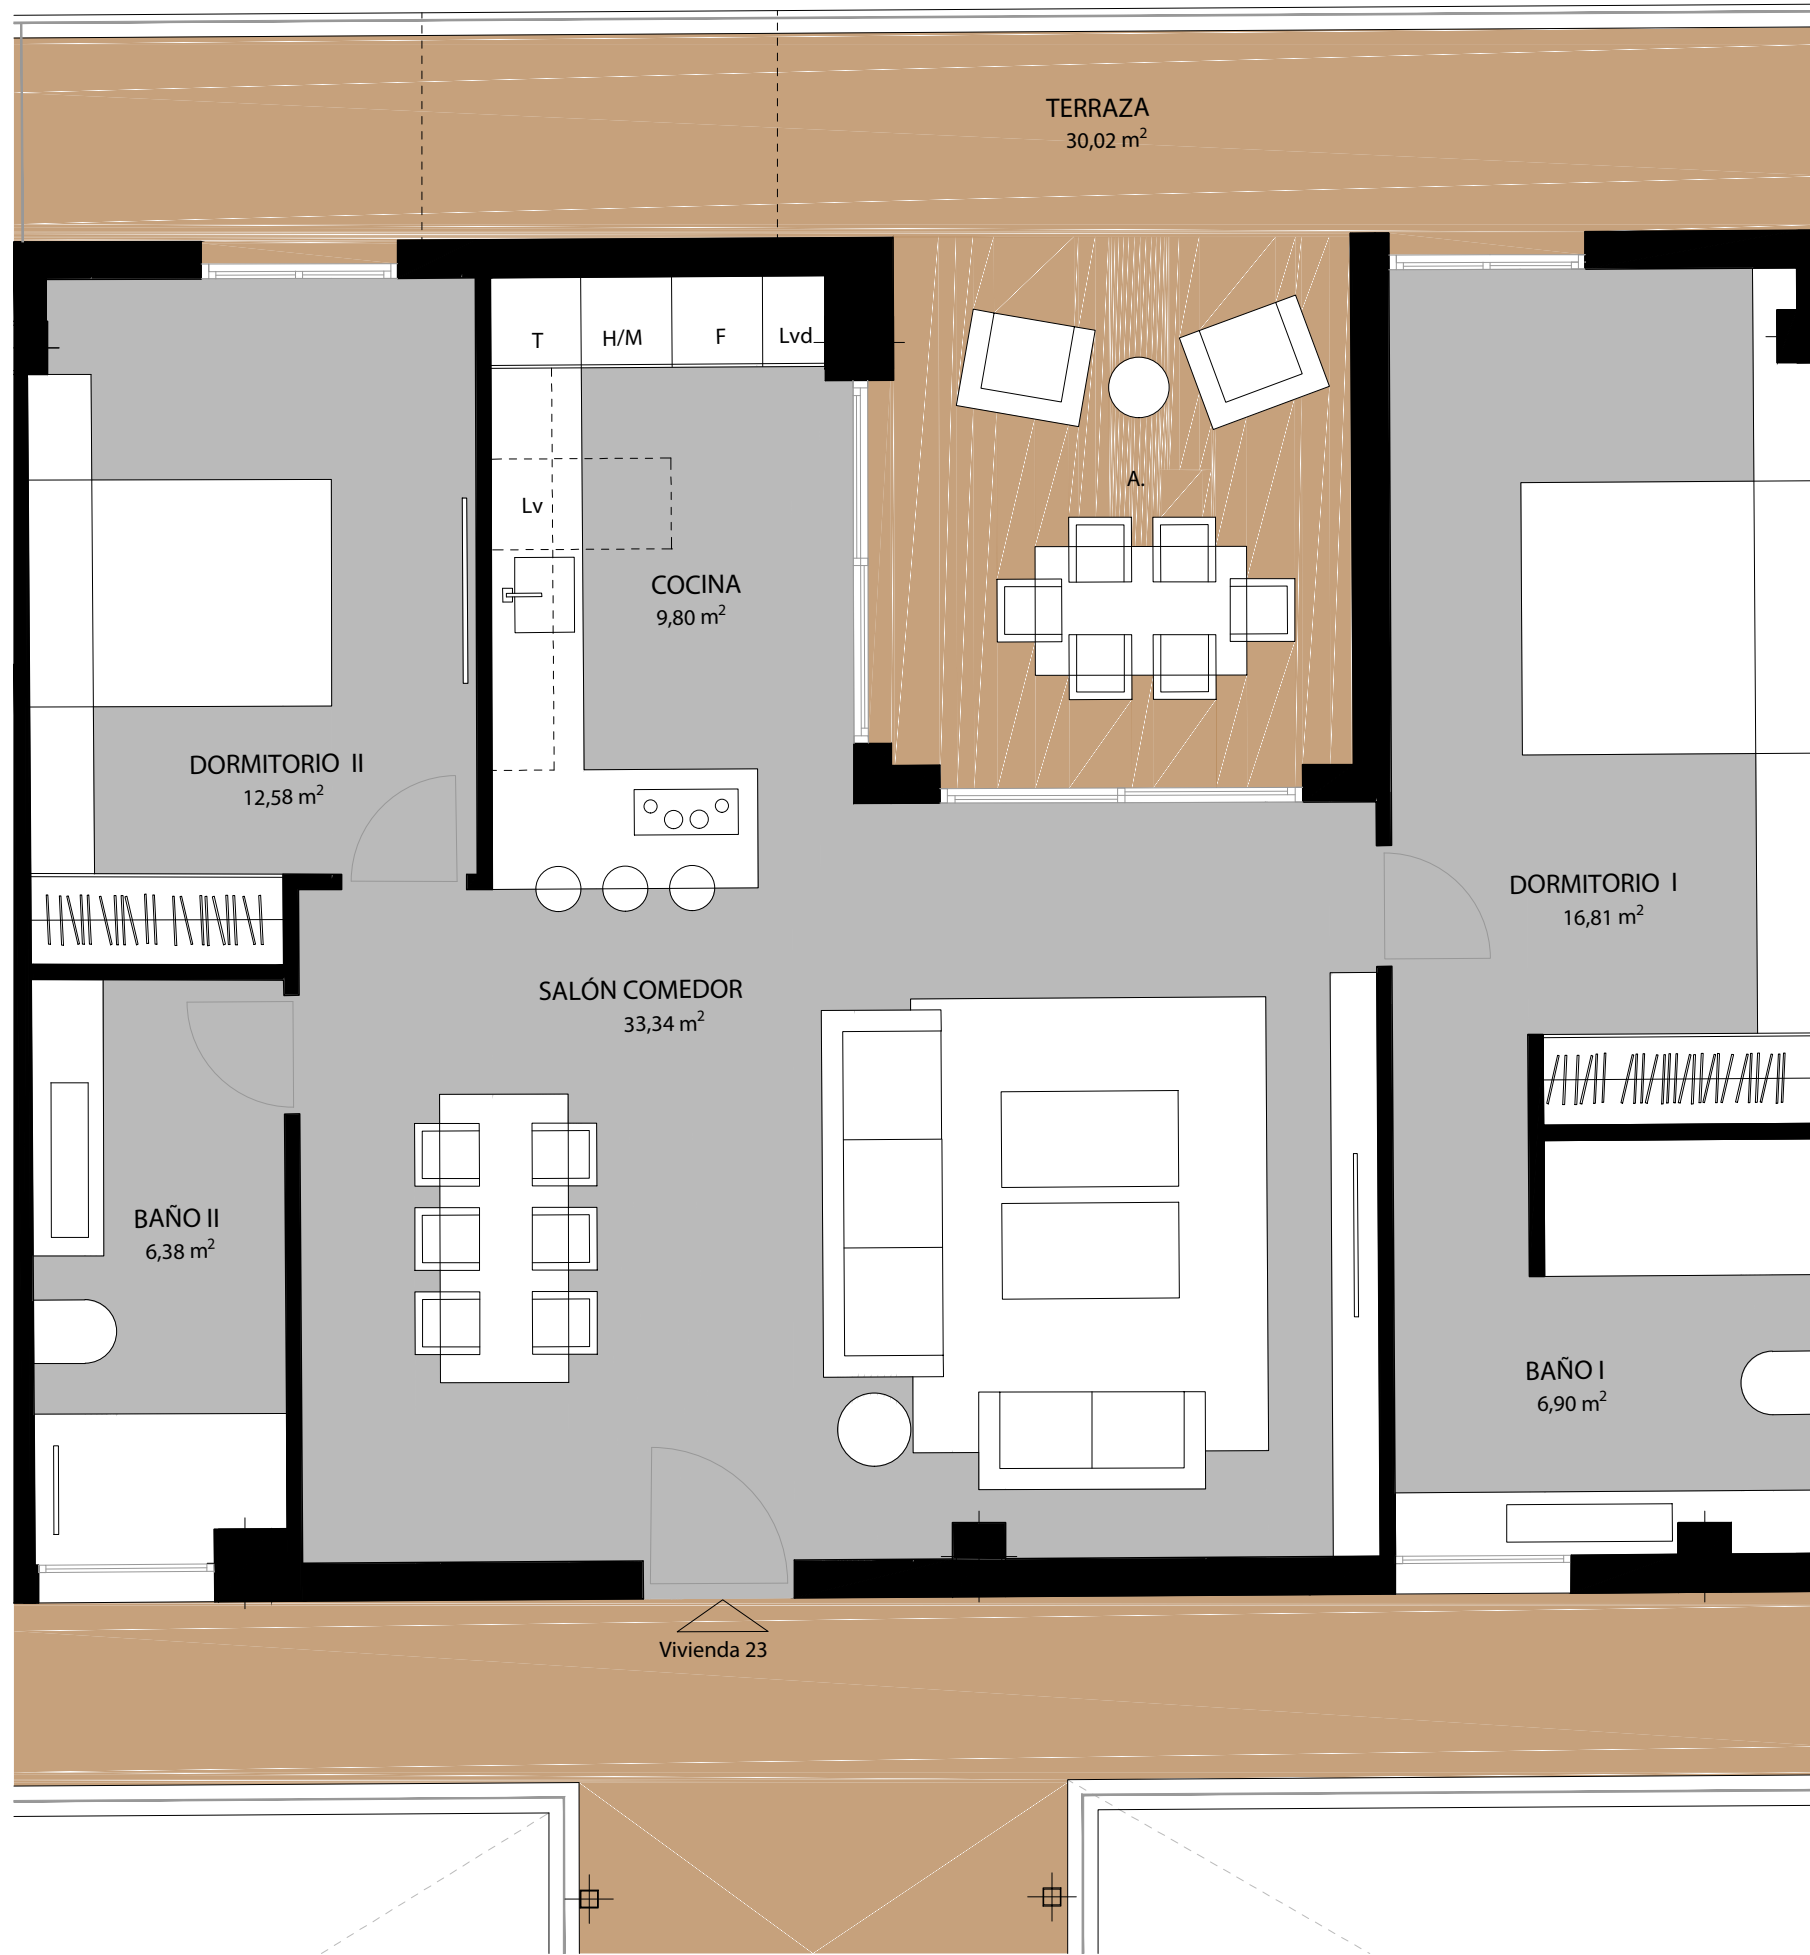 TERRAZA
30,02 m²
T
H/M
F
Lvd
A.
Lv
COCINA
9,80 m²
DORMITORIO II
12,58 m²
DORMITORIO I
16,81 m²
SALÓN COMEDOR
33,34 m²
BAÑO II
6,38 m²
BAÑO I
6,90 m²
Vivienda 23